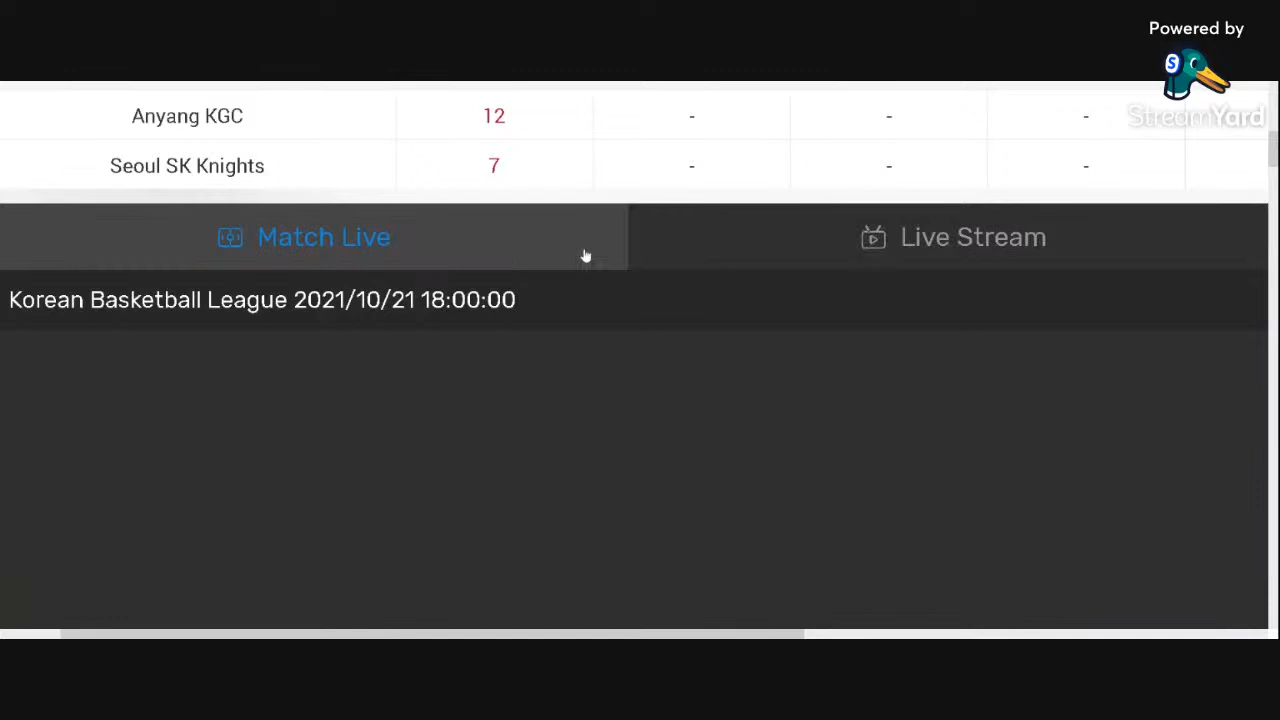 Powered by
StreamYard
Anyang KGC 12 - - -
Seoul SK Knights 7 - - -
Match Live Live Stream
Korean Basketball League 2021/10/21 18:00:00